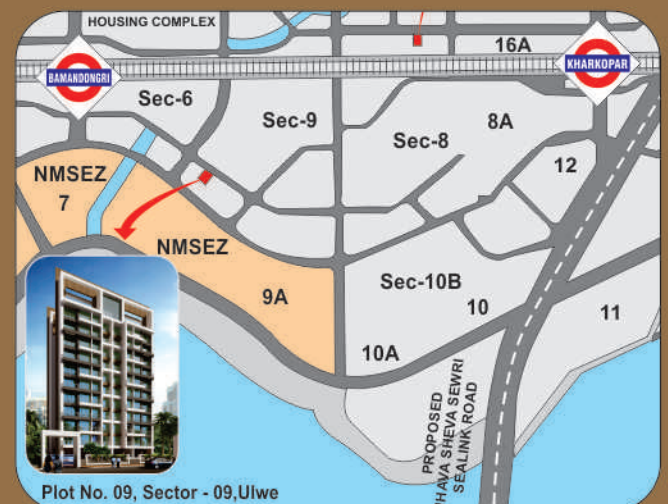 HOUSING COMPLEX
16A
BAMANDONGRI
KHARKOPAR
Sec-6
Sec-9
8A
Sec-8
12
NMSEZ
7
NMSEZ
9A
Sec-10B
10
11
10A
PROPOSED
HAVA SHEVA SEWRI
SEALINK ROAD
Plot No. 09, Sector - 09,Ulwe